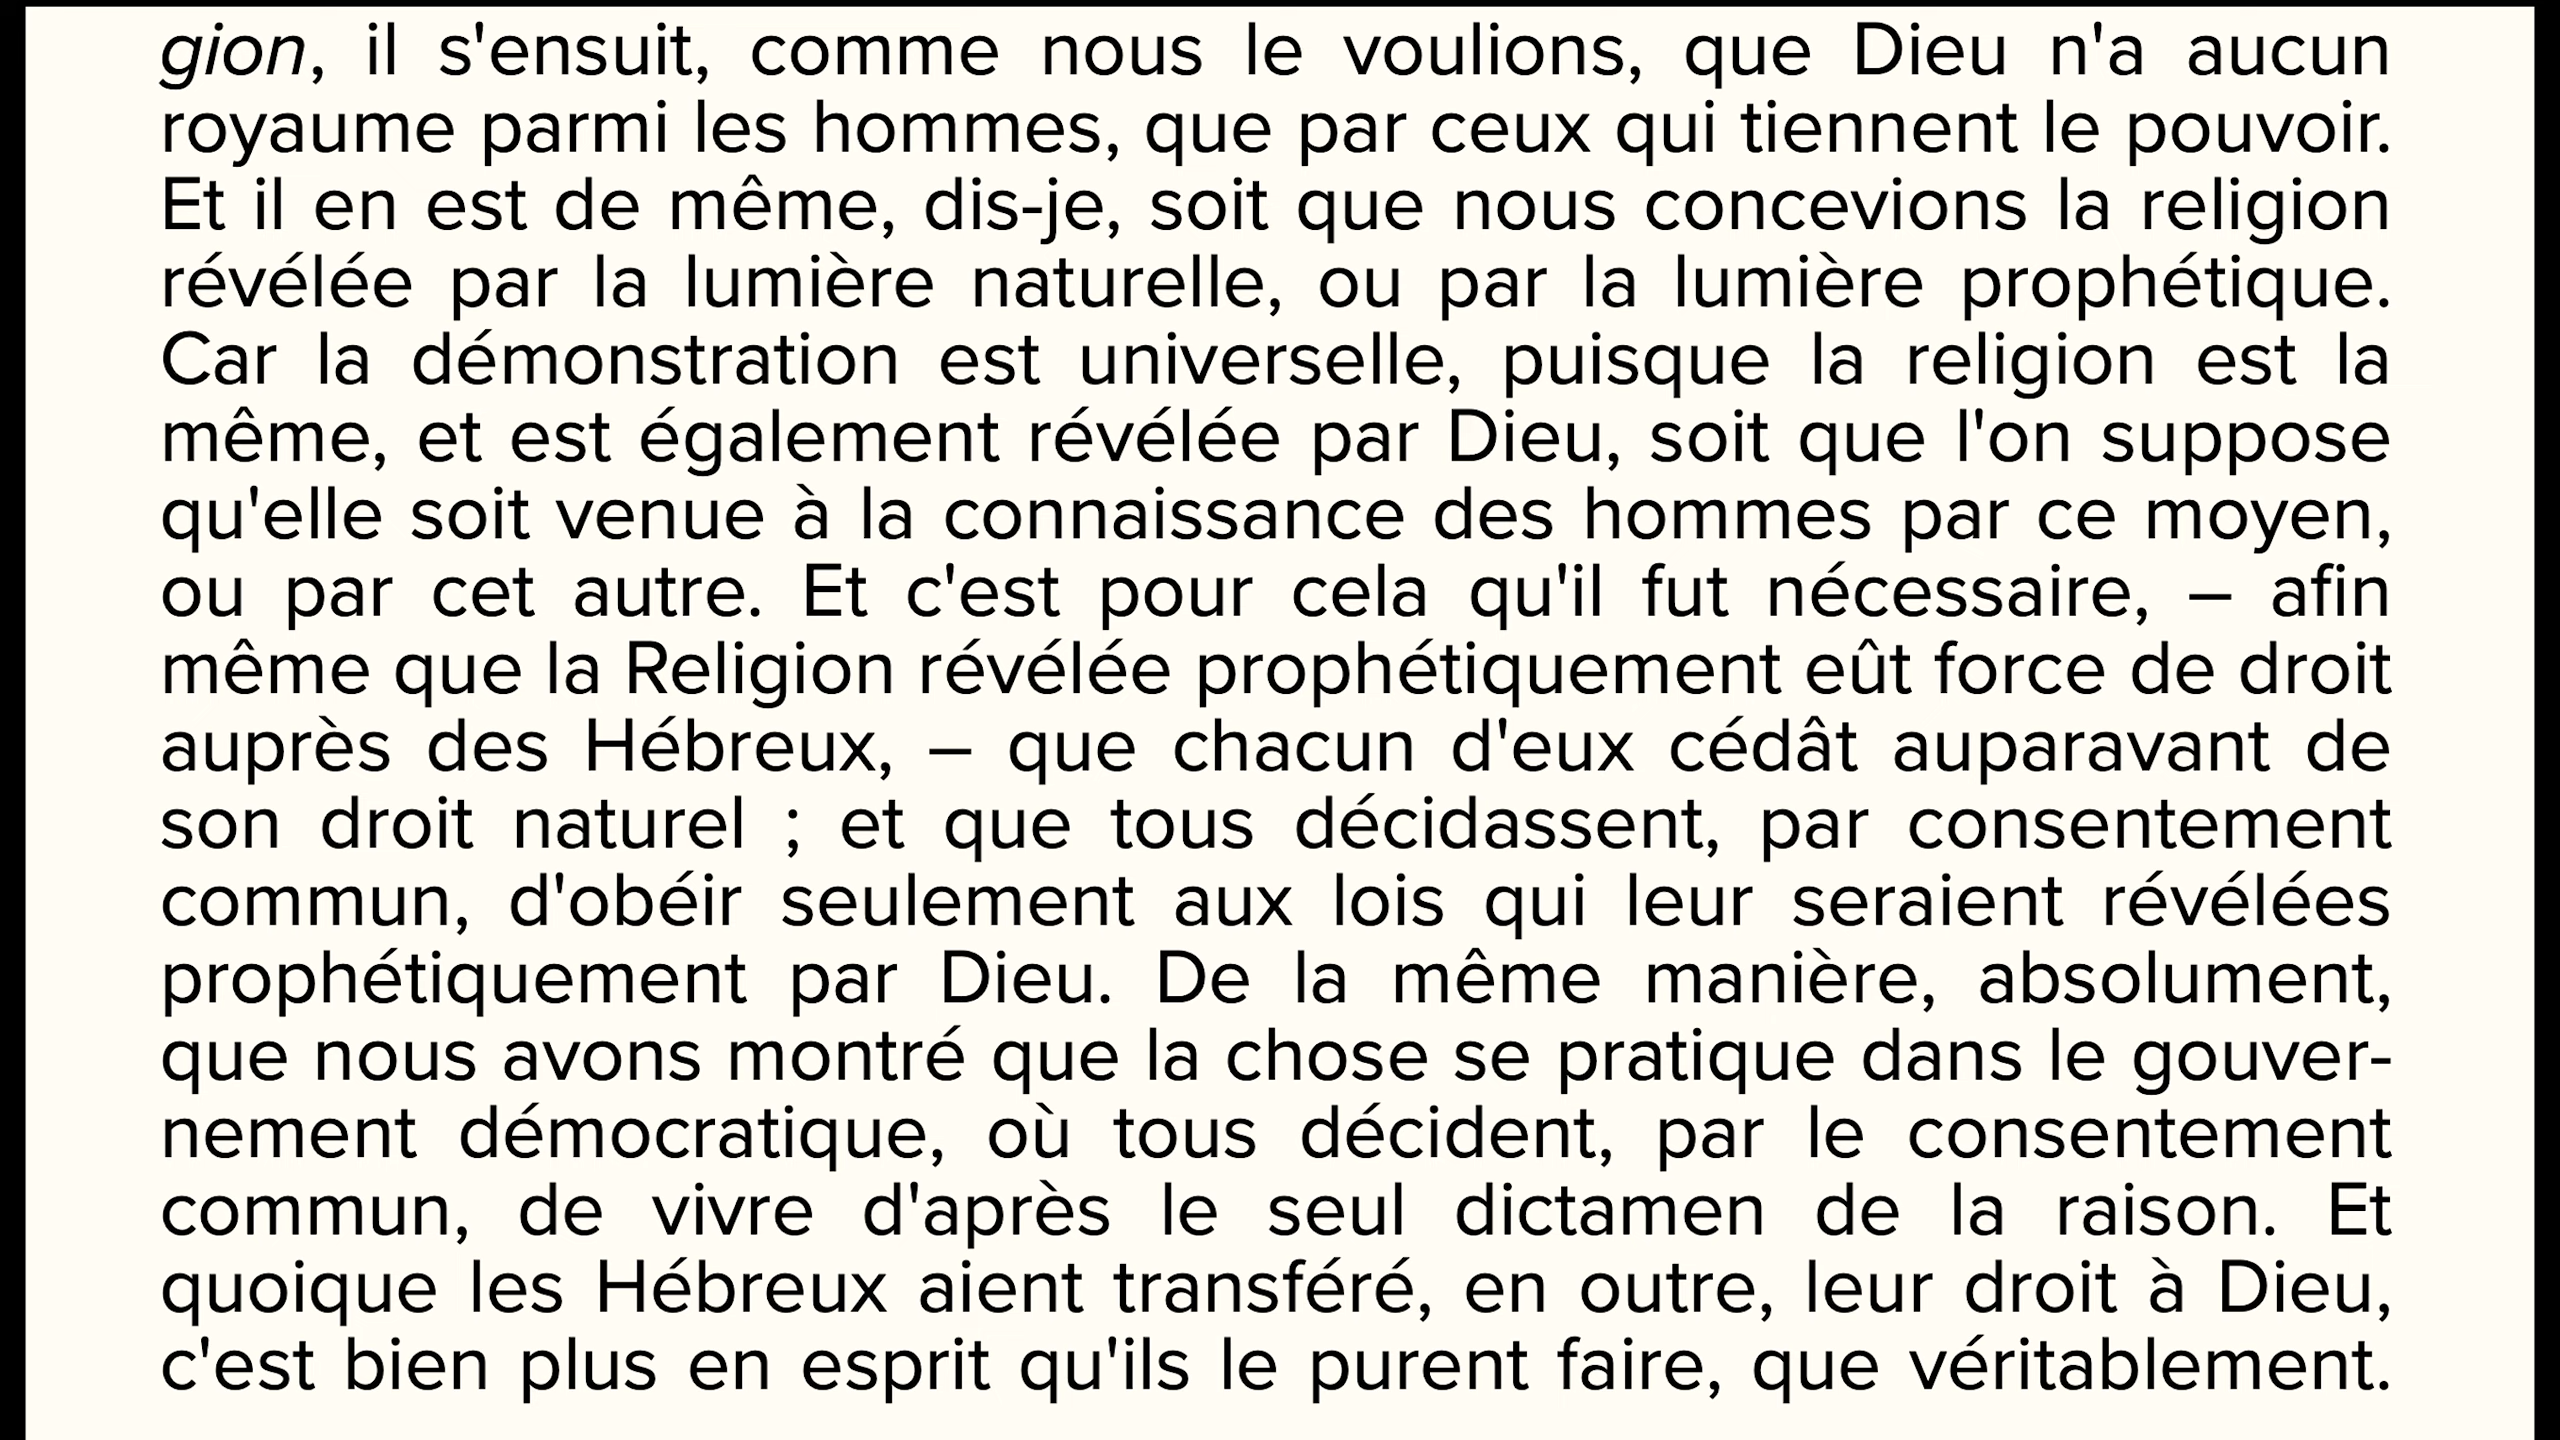 gion, il s'ensuit, comme nous le voulions, que Dieu n'a aucun
royaume parmi les hommes, que par ceux qui tiennent le pouvoir.
Et il en est de même, dis-je, soit que nous concevions la religion
révélée par la lumière naturelle, ou par la lumière prophétique.
Car la démonstration est universelle, puisque la religion est la
même, et est également révélée par Dieu, soit que l'on suppose
qu'elle soit venue à la connaissance des hommes par ce moyen,
ou par cet autre. Et c'est pour cela qu'il fut nécessaire, – afin
même que la Religion révélée prophétiquement eût force de droit
auprès des Hébreux, – que chacun d'eux cédât auparavant de
son droit naturel ; et que tous décidassent, par consentement
commun, d'obéir seulement aux lois qui leur seraient révélées
prophétiquement par Dieu. De la même manière, absolument,
que nous avons montré que la chose se pratique dans le gouver-
nement démocratique, où tous décident, par le consentement
commun, de vivre d'après le seul dictamen de la raison. Et
quoique les Hébreux aient transféré, en outre, leur droit à Dieu,
c'est bien plus en esprit qu'ils le purent faire, que véritablement.